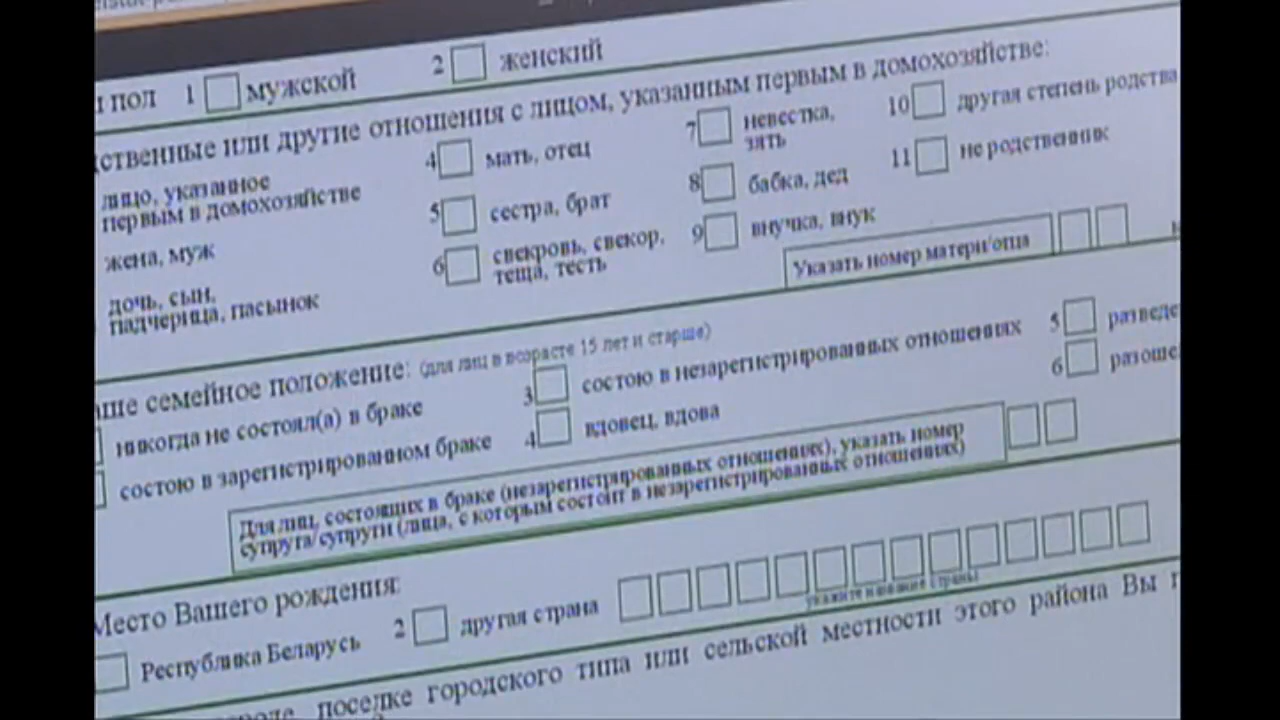 пол 1 мужской 2 женский
или другие отношения с лицом, указанным первым в домохозяйстве:
лицо, указанное
первым в домохозяйстве
жена, муж
дочь, сын,
падчерица, пасынок
4 мать, отец
5 сестра, брат
6 свекровь, свекор,
теща, тесть
7 невестка,
зять
8 бабка, дед
9 внучка, внук
10 другая степень родства
11 не родственник
Указать номер матери/отца
семейное положение: (для лиц в возрасте 15 лет и старше)
никогда не состоял(а) в браке
состою в зарегистрированном браке
3 состою в незарегистрированных отношениях
4 вдовец, вдова
5 разведе
6 разоше
Для лиц, состоящих в браке (незарегистрированных отношениях), указать номер
супруга/супруги (лица, с которым состоит в незарегистрированных отношениях)
Место Вашего рождения:
Республика Беларусь 2 другая страна
укажите название страны
поселке городского типа или сельской местности этого района Вы